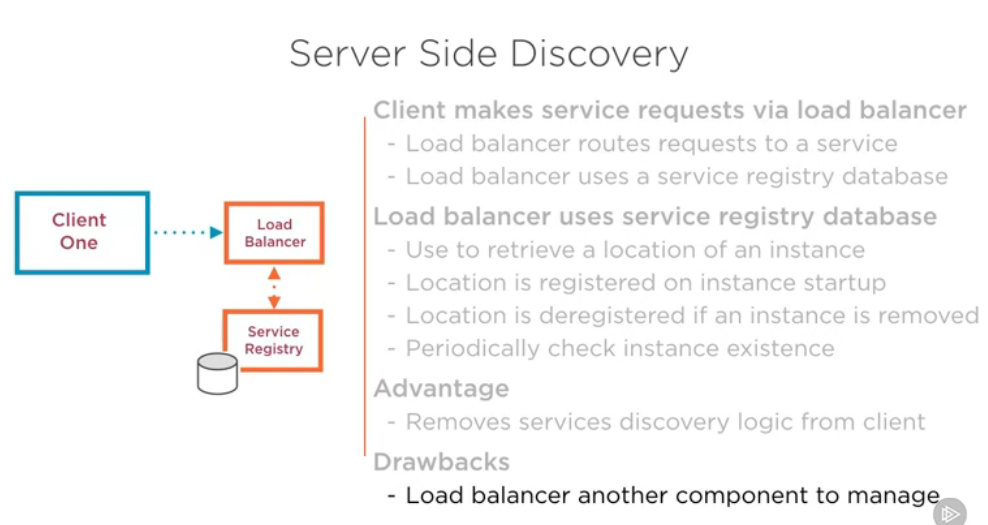 Server Side Discovery
Client makes service requests via load balancer
- Load balancer routes requests to a service
- Load balancer uses a service registry database
Load balancer uses service registry database
- Use to retrieve a location of an instance
- Location is registered on instance startup
- Location is deregistered if an instance is removed
- Periodically check instance existence
Advantage
- Removes services discovery logic from client
Drawbacks
- Load balancer another component to manage
Client
One
Load
Balancer
Service
Registry